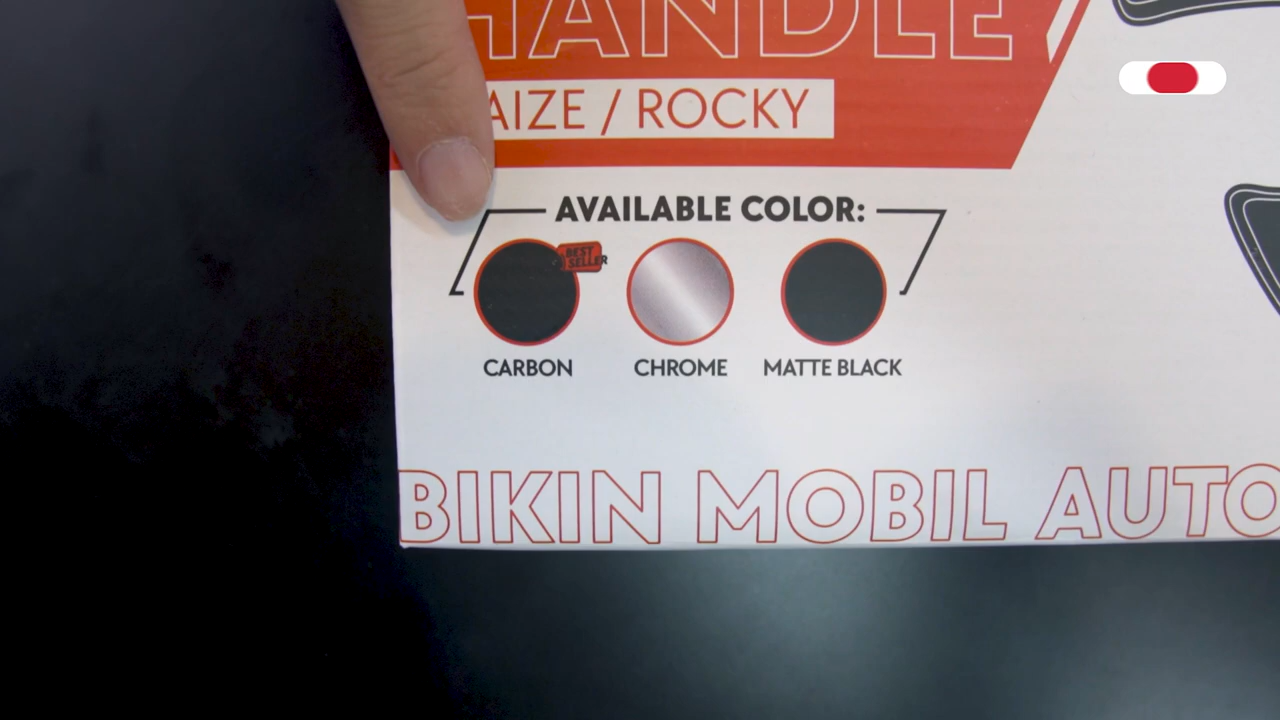 HANDLE
AIZE / ROCKY
AVAILABLE COLOR:
BEST
SELLER
CARBON
CHROME
MATTE BLACK
BIKIN MOBIL AUTO